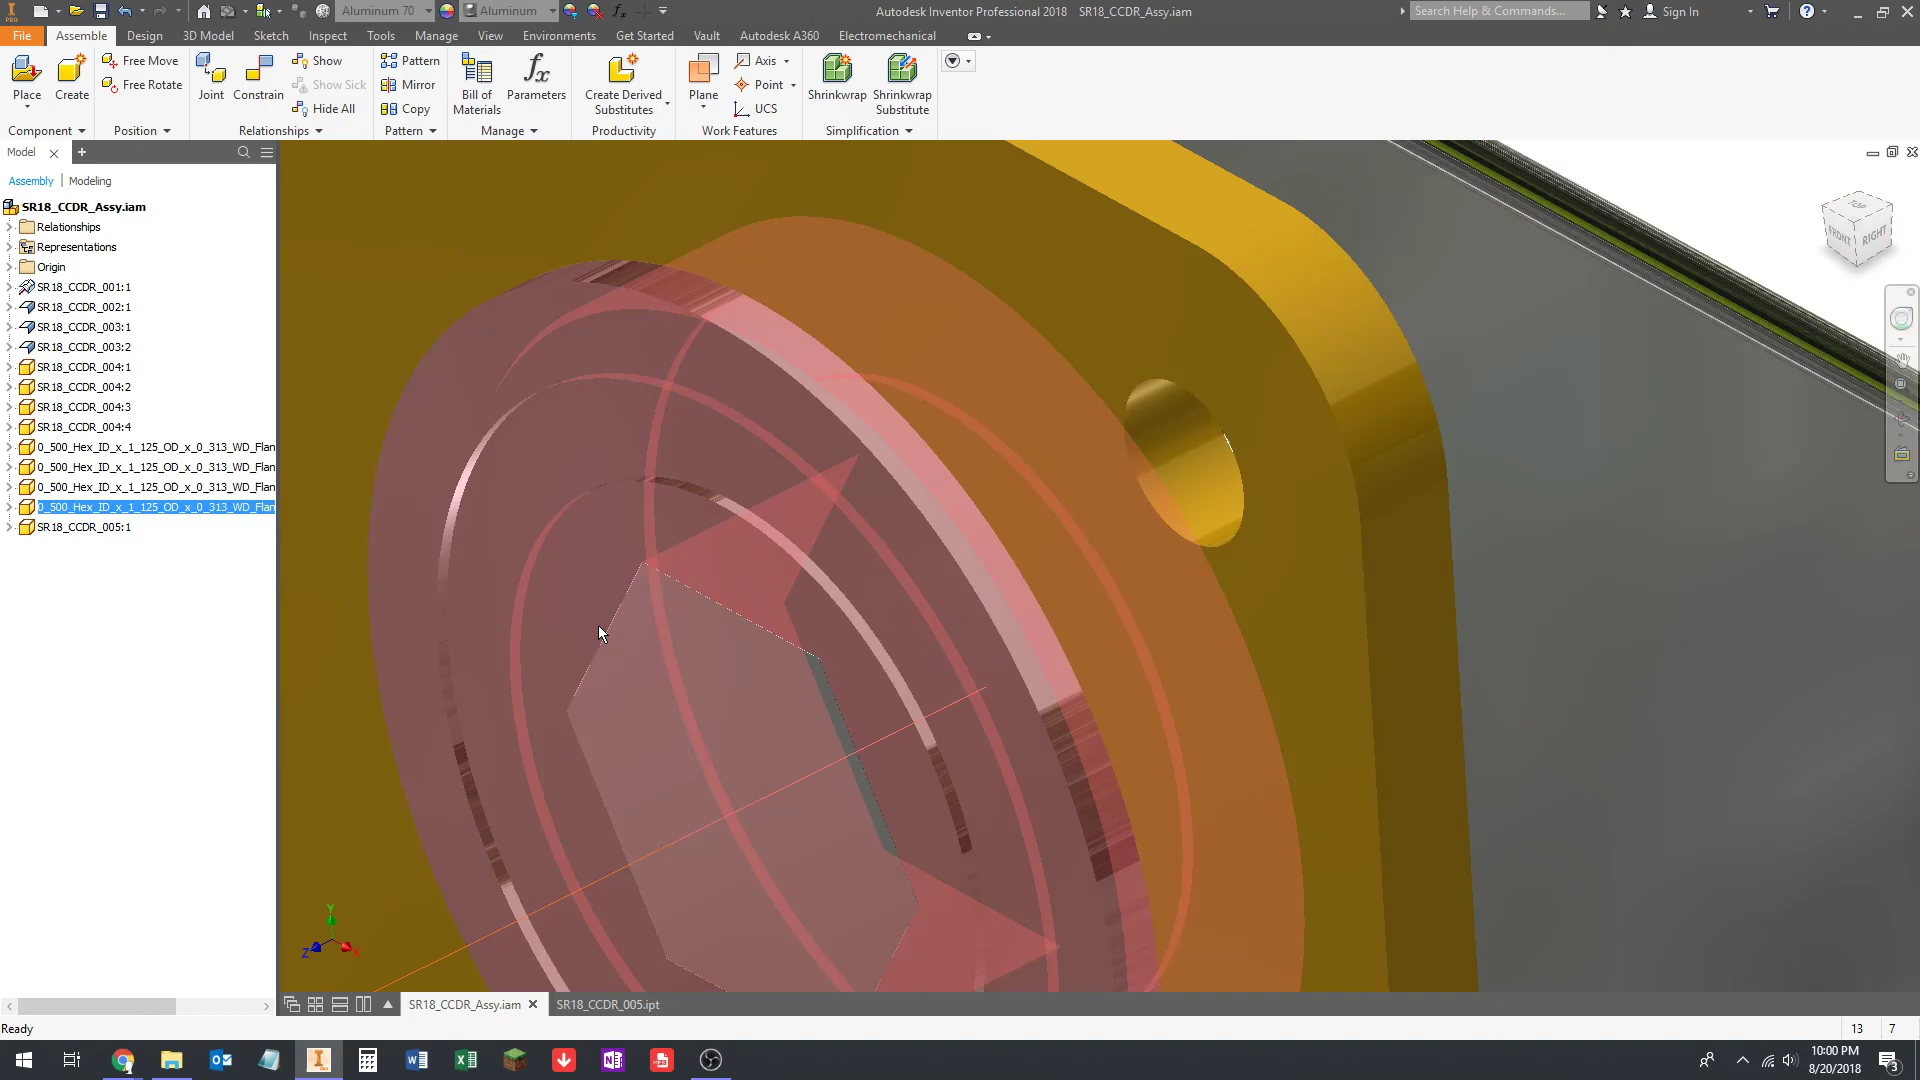 Aluminum 70
Aluminum
Autodesk Inventor Professional 2018 SR18_CCDR_Assy.iam
Search Help & Commands...
Sign In
File Assemble Design 3D Model Sketch Inspect Tools Manage View Environments Get Started Vault Autodesk A360 Electromechanical
Place
Create
Free Move
Free Rotate
Joint
Constrain
Show
Show Sick
Hide All
Pattern
Mirror
Copy
Bill of
Materials
Parameters
Create Derived
Substitutes
Plane
Axis
Point
UCS
Shrinkwrap
Shrinkwrap
Substitute
Component Position Relationships Pattern Manage Productivity Work Features Simplification
Model
Assembly Modeling
SR18_CCDR_Assy.iam
Relationships
Representations
Origin
SR18_CCDR_001:1
SR18_CCDR_002:1
SR18_CCDR_003:1
SR18_CCDR_003:2
SR18_CCDR_004:1
SR18_CCDR_004:2
SR18_CCDR_004:3
SR18_CCDR_004:4
0_500_Hex_ID_x_1_125_OD_x_0_313_WD_Flan
0_500_Hex_ID_x_1_125_OD_x_0_313_WD_Flan
0_500_Hex_ID_x_1_125_OD_x_0_313_WD_Flan
0_500_Hex_ID_x_1_125_OD_x_0_313_WD_Flan
SR18_CCDR_005:1
TOP
FRONT
RIGHT
Y
Z
X
SR18_CCDR_Assy.iam SR18_CCDR_005.ipt
Ready
13 7
10:00 PM
8/20/2018
3